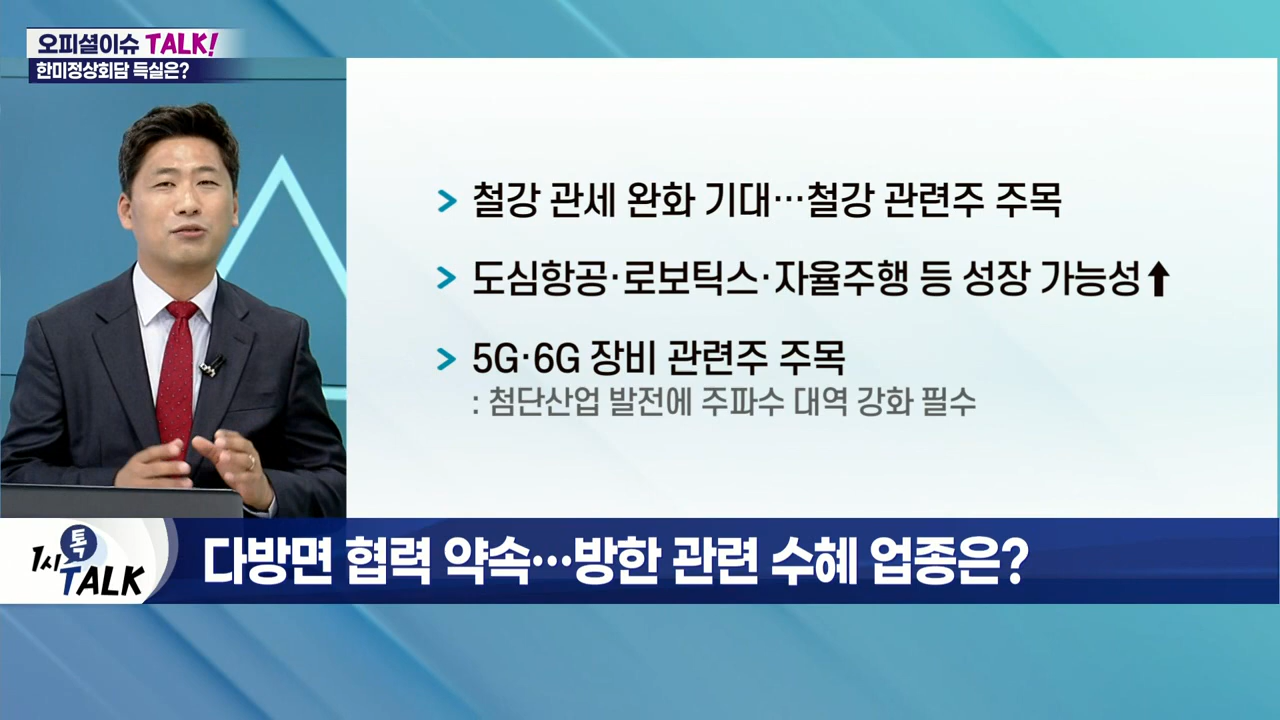 오피셜이슈 TALK!
한미정상회담 득실은?
> 철강 관세 완화 기대…철강 관련주 주목
> 도심항공·로보틱스·자율주행 등 성장 가능성⬆
> 5G·6G 장비 관련주 주목
: 첨단산업 발전에 주파수 대역 강화 필수
1시톡 TALK
다방면 협력 약속…방한 관련 수혜 업종은?